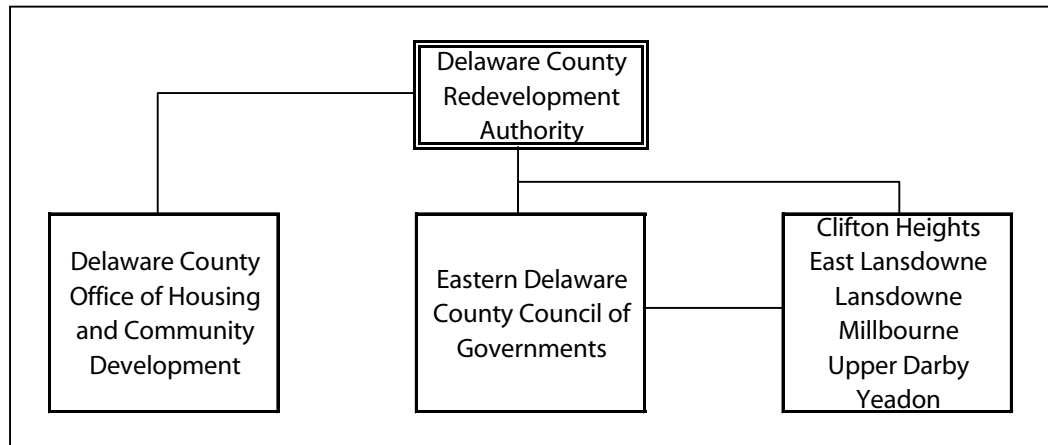 Delaware County
Redevelopment
Authority
Delaware County
Office of Housing
and Community
Development
Eastern Delaware
County Council of
Governments
Clifton Heights
East Lansdowne
Lansdowne
Millbourne
Upper Darby
Yeadon